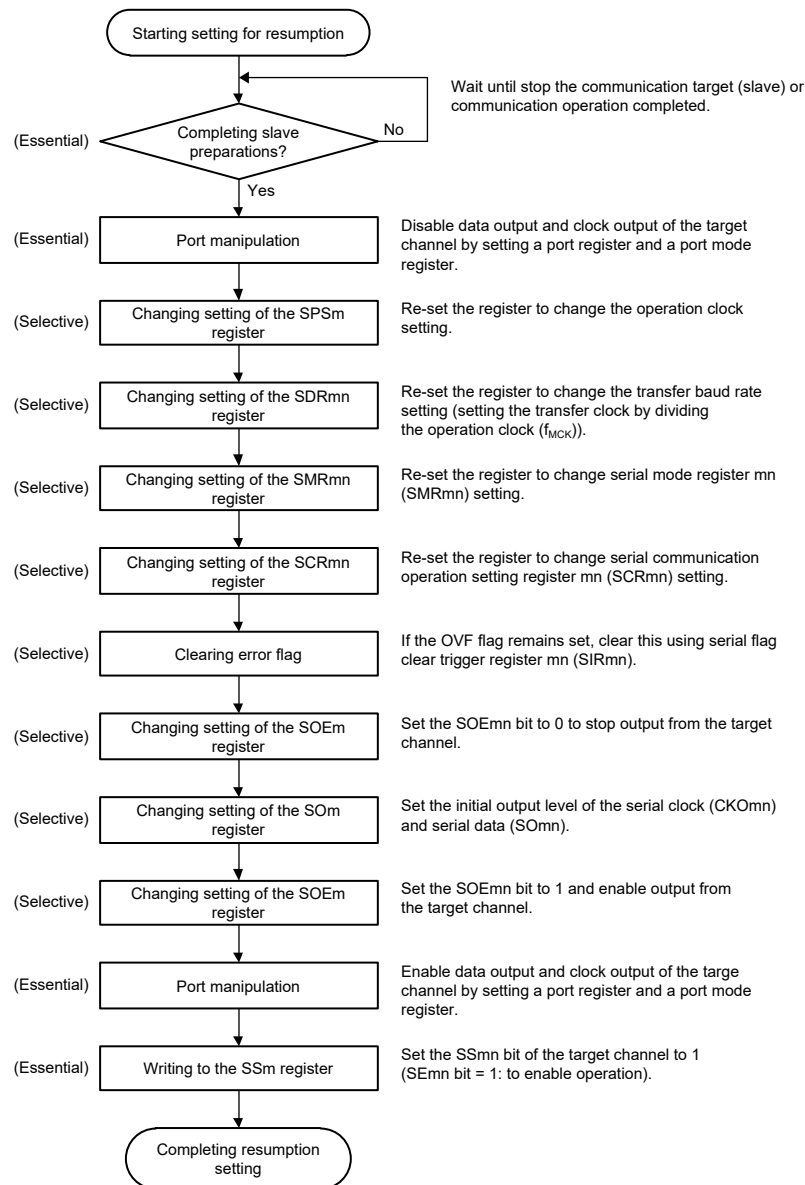 Starting setting for resumption
Wait until stop the communication target (slave) or
communication operation completed.
(Essential)
Completing slave
preparations?
No
Yes
(Essential)
Port manipulation
Disable data output and clock output of the target
channel by setting a port register and a port mode
register.
(Selective)
Changing setting of the SPSm
register
Re-set the register to change the operation clock
setting.
(Selective)
Changing setting of the SDRmn
register
Re-set the register to change the transfer baud rate
setting (setting the transfer clock by dividing
the operation clock (fMCK)).
(Selective)
Changing setting of the SMRmn
register
Re-set the register to change serial mode register mn
(SMRmn) setting.
(Selective)
Changing setting of the SCRmn
register
Re-set the register to change serial communication
operation setting register mn (SCRmn) setting.
(Selective)
Clearing error flag
If the OVF flag remains set, clear this using serial flag
clear trigger register mn (SIRmn).
(Selective)
Changing setting of the SOEm
register
Set the SOEmn bit to 0 to stop output from the target
channel.
(Selective)
Changing setting of the SOm
register
Set the initial output level of the serial clock (CKOmn)
and serial data (SOmn).
(Selective)
Changing setting of the SOEm
register
Set the SOEmn bit to 1 and enable output from
the target channel.
(Essential)
Port manipulation
Enable data output and clock output of the targe
channel by setting a port register and a port mode
register.
(Essential)
Writing to the SSm register
Set the SSmn bit of the target channel to 1
(SEmn bit = 1: to enable operation).
Completing resumption
setting